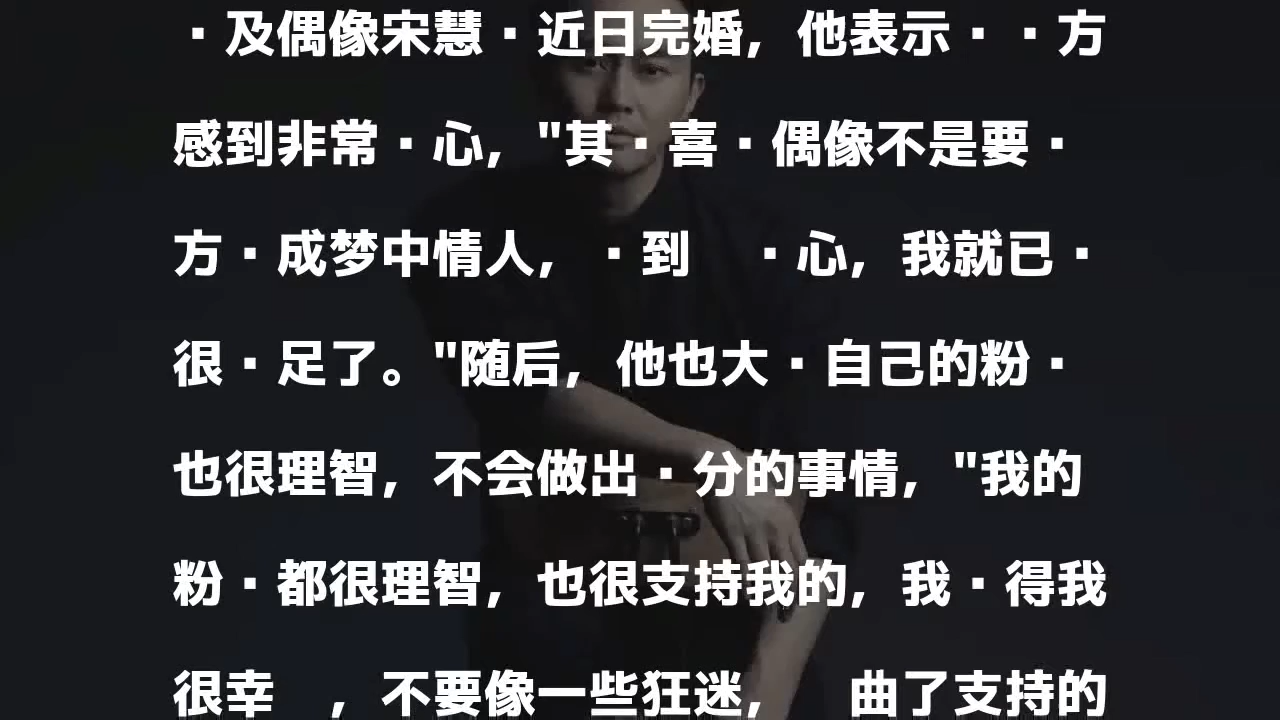 ·及偶像宋慧·近日完婚，他表示··方
感到非常·心，"其·喜·偶像不是要·
方·成梦中情人，·到　·心，我就已·
很·足了。"随后，他也大·自己的粉·
也很理智，不会做出·分的事情，"我的
粉·都很理智，也很支持我的，我·得我
很幸　，不要像一些狂迷，　曲了支持的